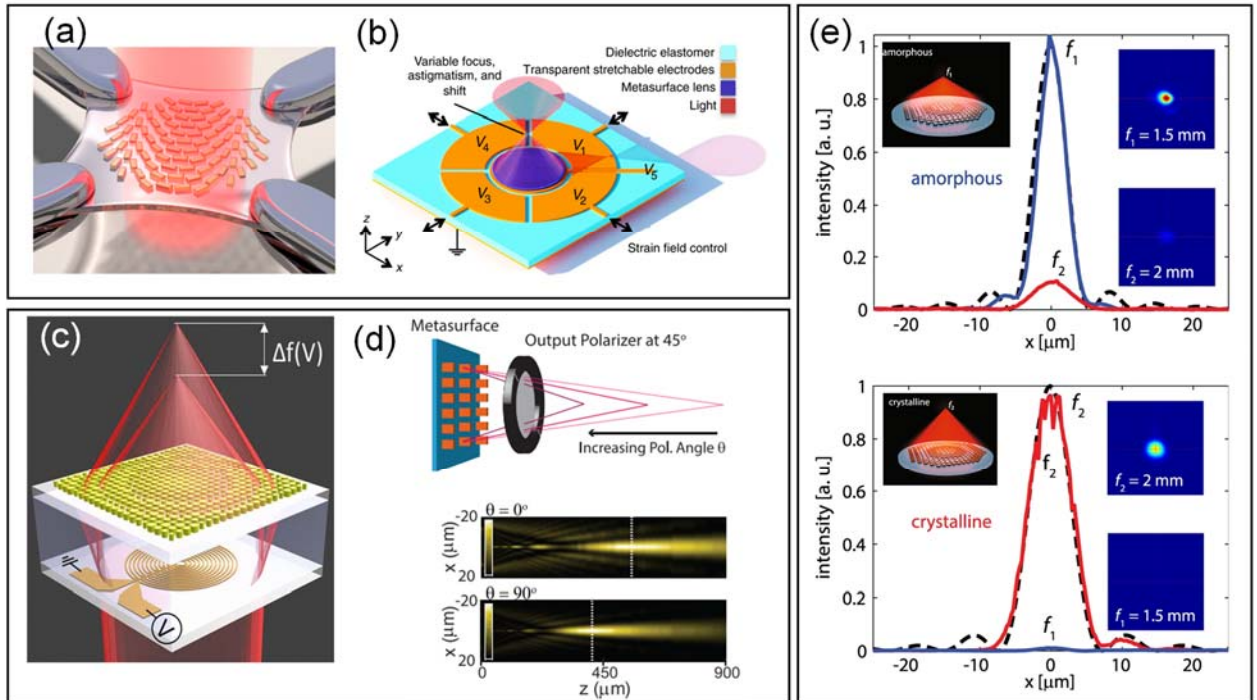 (a)
(b)
Variable focus,
astigmatism, and
shift
Dielectric elastomer
Transparent stretchable electrodes
Metasurface lens
Light
V4
V1
V5
V3
V2
z
y
x
Strain field control
(c)
Δf(V)
V
(d)
Metasurface
Output Polarizer at 45°
Increasing Pol. Angle θ
-20
θ = 0°
x (μm)
20
-20
θ = 90°
x (μm)
20
450
900
z (μm)
(e)
intensity [a. u.]
1
0.8
0.6
0.4
0.2
0
amorphous
f1
f1
f1 = 1.5 mm
amorphous
f2 = 2 mm
f2
-20
-10
0
10
20
x [μm]
intensity [a. u.]
1
0.8
0.6
0.4
0.2
0
crystalline
f2
f2
f2
f2 = 2 mm
crystalline
f1 = 1.5 mm
f1
-20
-10
0
10
20
x [μm]